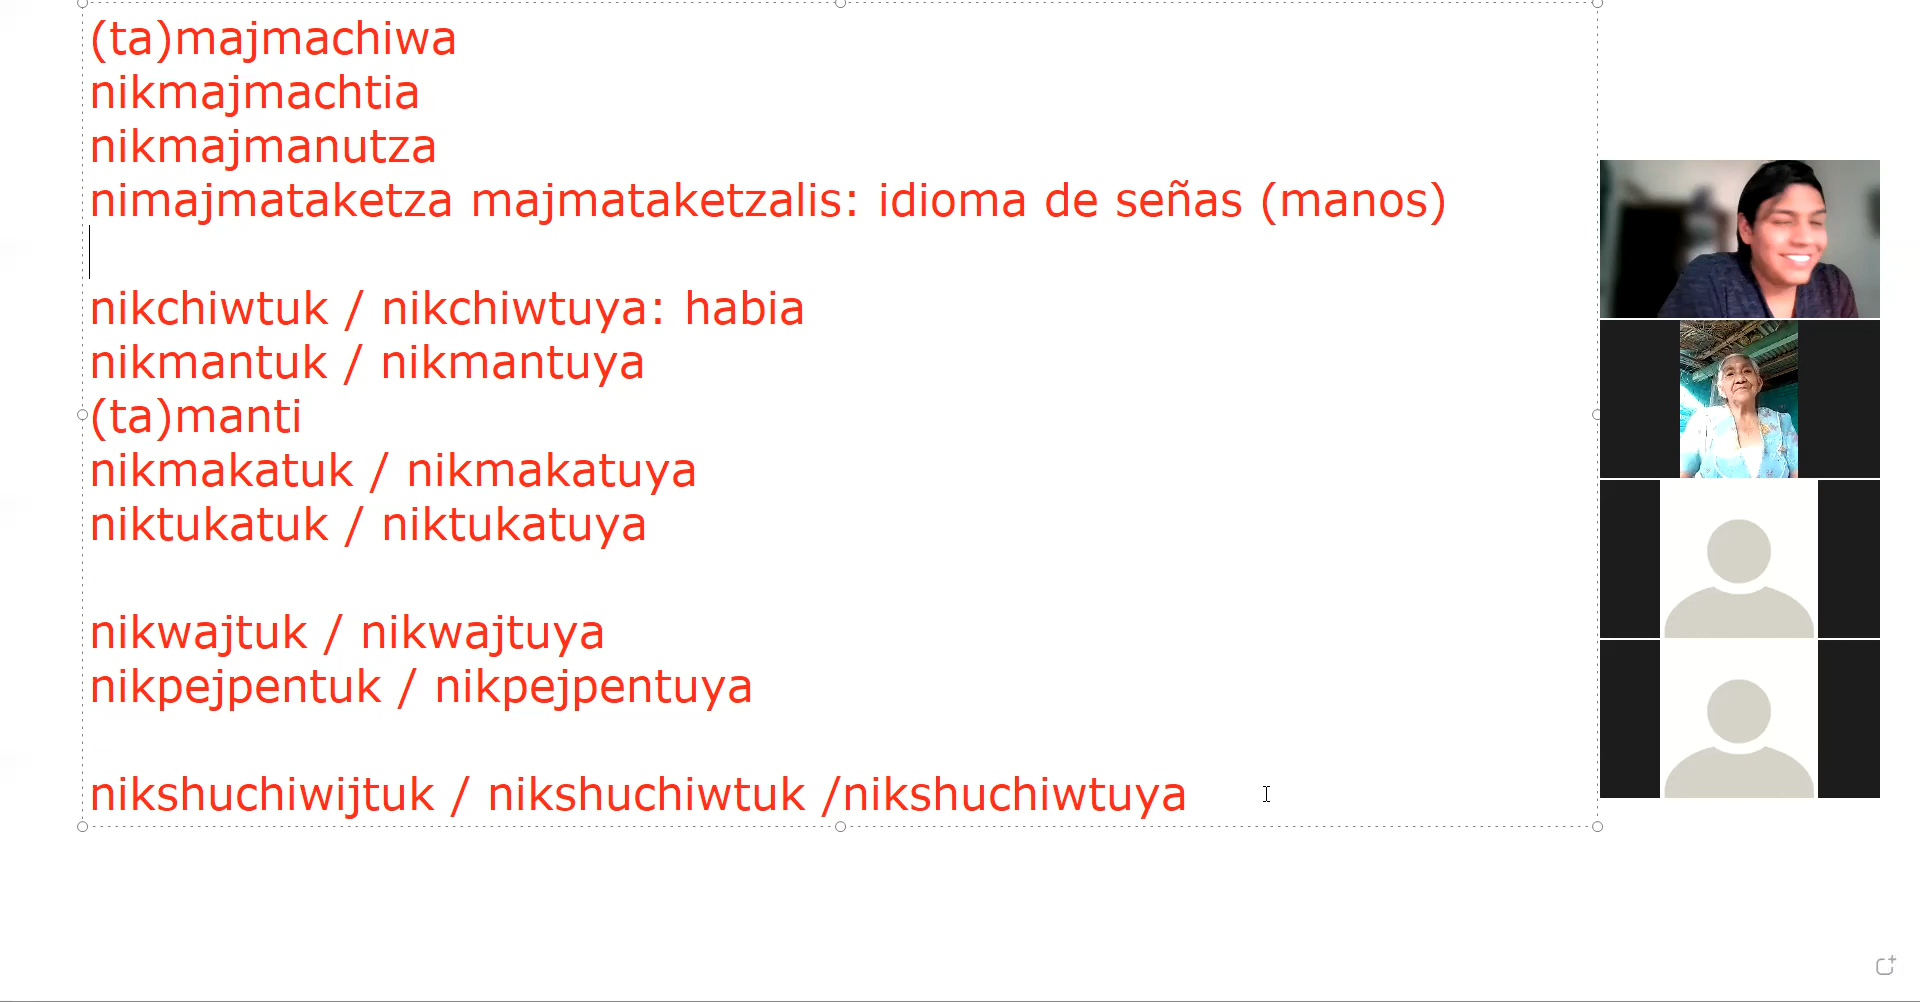 (ta)majmachiwa
nikmajmachtia
nikmajmanutza
nimajmataketza majmataketzalis: idioma de señas (manos)
nikchiwtuk / nikchiwtuya: habia
nikmantuk / nikmantuya
(ta)manti
nikmakatuk / nikmakatuya
niktukatuk / niktukatuya
nikwajtuk / nikwajtuya
nikpejpentuk / nikpejpentuya
nikshuchiwijtuk / nikshuchiwtuk /nikshuchiwtuya